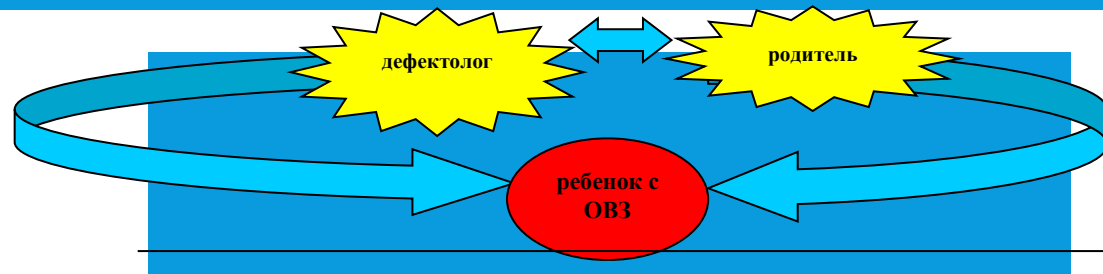 дефектолог
родитель
ребенок с
ОВЗ